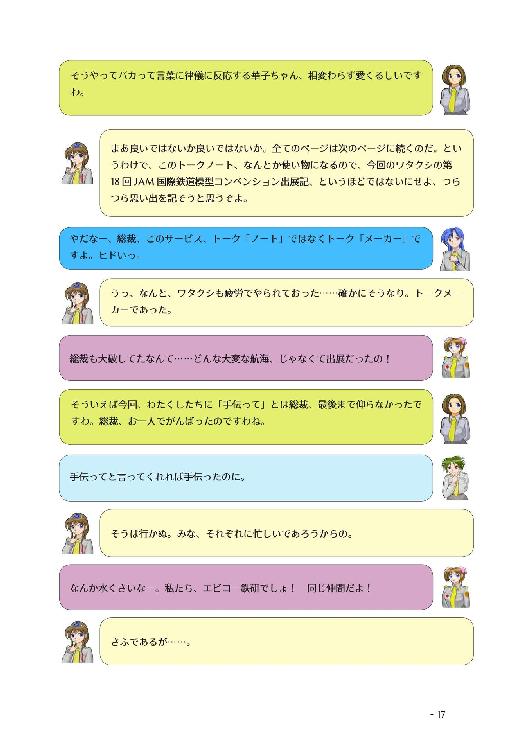 そうやってバカって言葉に律儀に反応する華子ちゃん、相変わらず愛くるしいです
わ。
まあ良いではないか良いではないか。全てのページは次のページに続くのだ。とい
うわけで、このトークノート、なんとか使い物になるので、今回のワタクシの第
18回JAM国際鉄道模型コンベンション出展記、というほどではないにせよ、つら
つら思い出を記そうと思うぞよ。
やだなー、総裁、このサービス、トーク「ノート」ではなくトーク「メーカー」で
すよ。ヒドいっ。
うっ、なんと、ワタクシも疲労でやられておった……確かにそうなり。トークメー
カーであった。
総裁も大破してたなんて……どんな大変な航海、じゃなくて出展だったの！
そういえば今回、わたくしたちに「手伝って」とは総裁、最後まで仰らなかったで
すわ。総裁、お一人でがんばったのですわね。
手伝ってと言ってくれれば手伝ったのに。
そうは行かぬ。みな、それぞれに忙しいであろうからの。
なんか水くさいなー。私たち、エビコー鉄研でしょ！　同じ仲間だよ！
さふであるが……。
- 17